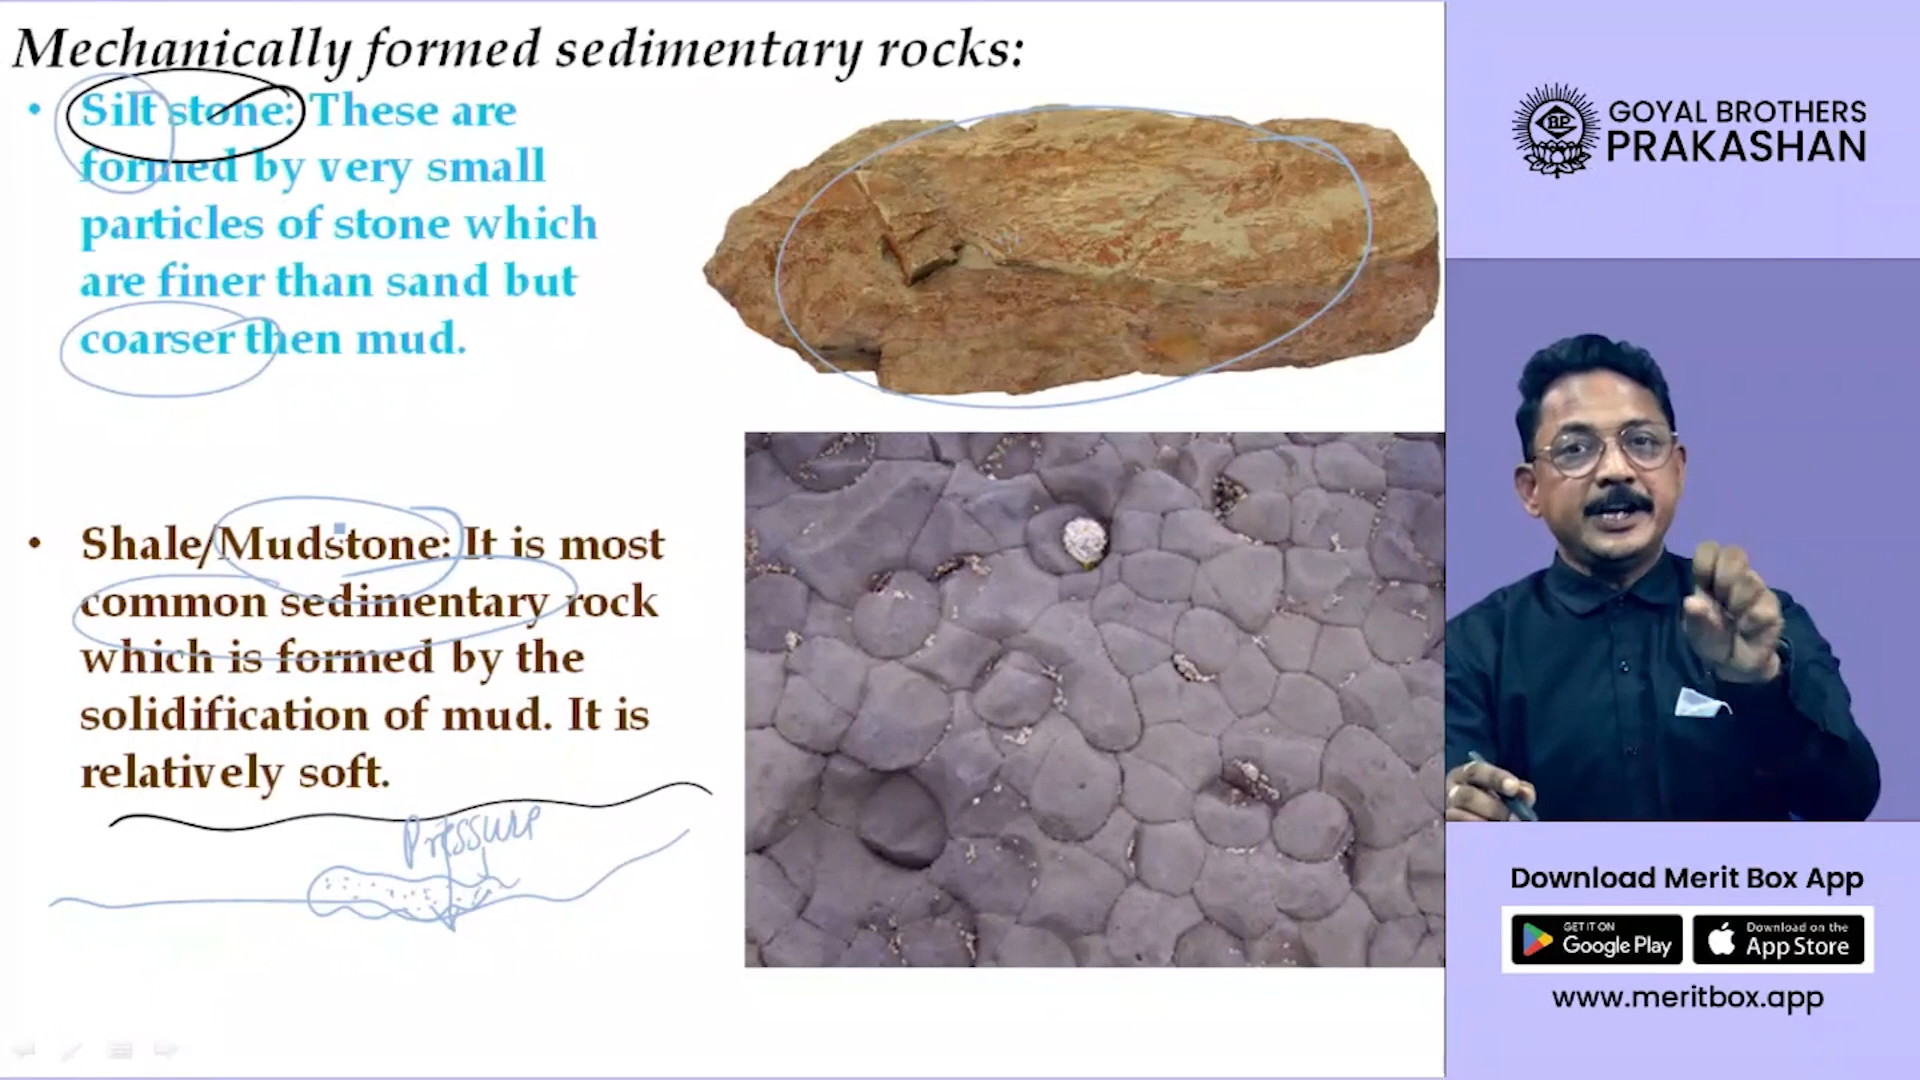 Mechanically formed sedimentary rocks:
• Silt stone: These are
formed by very small
particles of stone which
are finer than sand but
coarser then mud.
• Shale/Mudstone: It is most
common sedimentary rock
which is formed by the
solidification of mud. It is
relatively soft.
Pressure
GOYAL BROTHERS
PRAKASHAN
Download Merit Box App
GET IT ON
Google Play
Download on the
App Store
www.meritbox.app